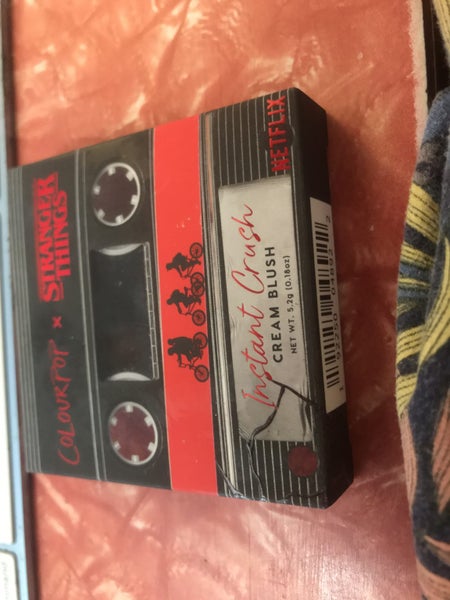 COLOURPOP × STRANGER
THINGS
Instant Crush
CREAM BLUSH
NET WT. 5.2g (0.18oz)
NETFLIX